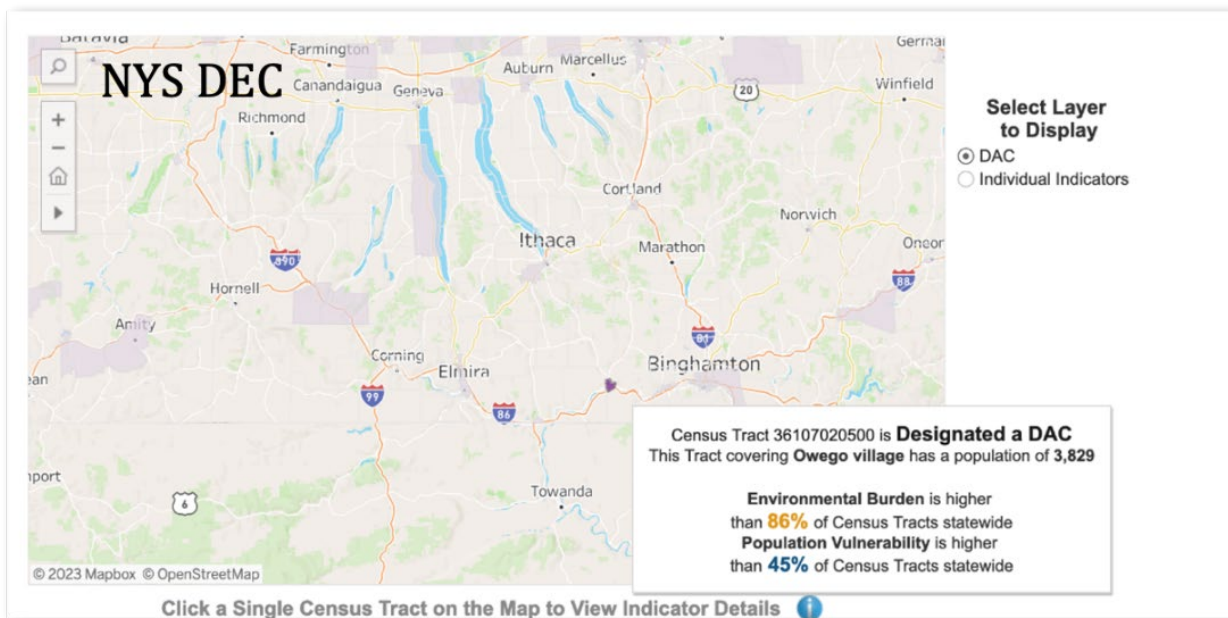 Batavia
Farmington
Marcellus
Auburn
NYS DEC
Canandaigua
Geneva
20
Winfield
Richmond
Select Layer
to Display
DAC
Individual Indicators
Cortland
Norwich
Ithaca
Marathon
390
88
Hornell
Amity
81
Corning
Elmira
Binghamton
99
86
Census Tract 36107020500 is Designated a DAC
This Tract covering Owego village has a population of 3,829
6
Towanda
Environmental Burden is higher
than 86% of Census Tracts statewide
Population Vulnerability is higher
than 45% of Census Tracts statewide
© 2023 Mapbox © OpenStreetMap
Click a Single Census Tract on the Map to View Indicator Details